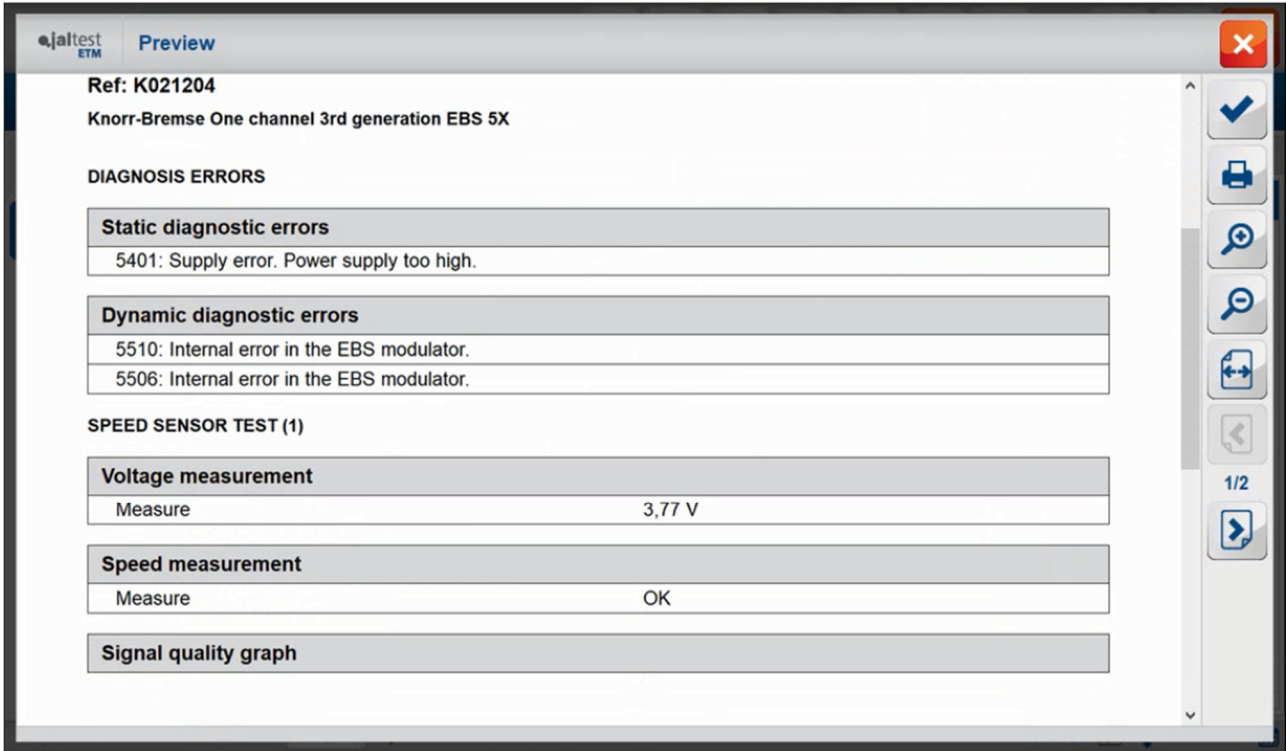 jaltest
ETM
Preview
Ref: K021204
Knorr-Bremse One channel 3rd generation EBS 5X
DIAGNOSIS ERRORS
Static diagnostic errors
5401: Supply error. Power supply too high.
Dynamic diagnostic errors
5510: Internal error in the EBS modulator.
5506: Internal error in the EBS modulator.
SPEED SENSOR TEST (1)
Voltage measurement
Measure 3,77 V
Speed measurement
Measure OK
Signal quality graph
1/2